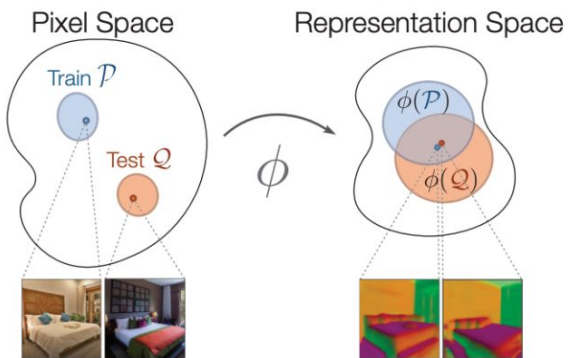 Pixel Space
Representation Space
Train 𝒫
Test 𝒬
ϕ
ϕ(𝒫)
ϕ(𝒬)